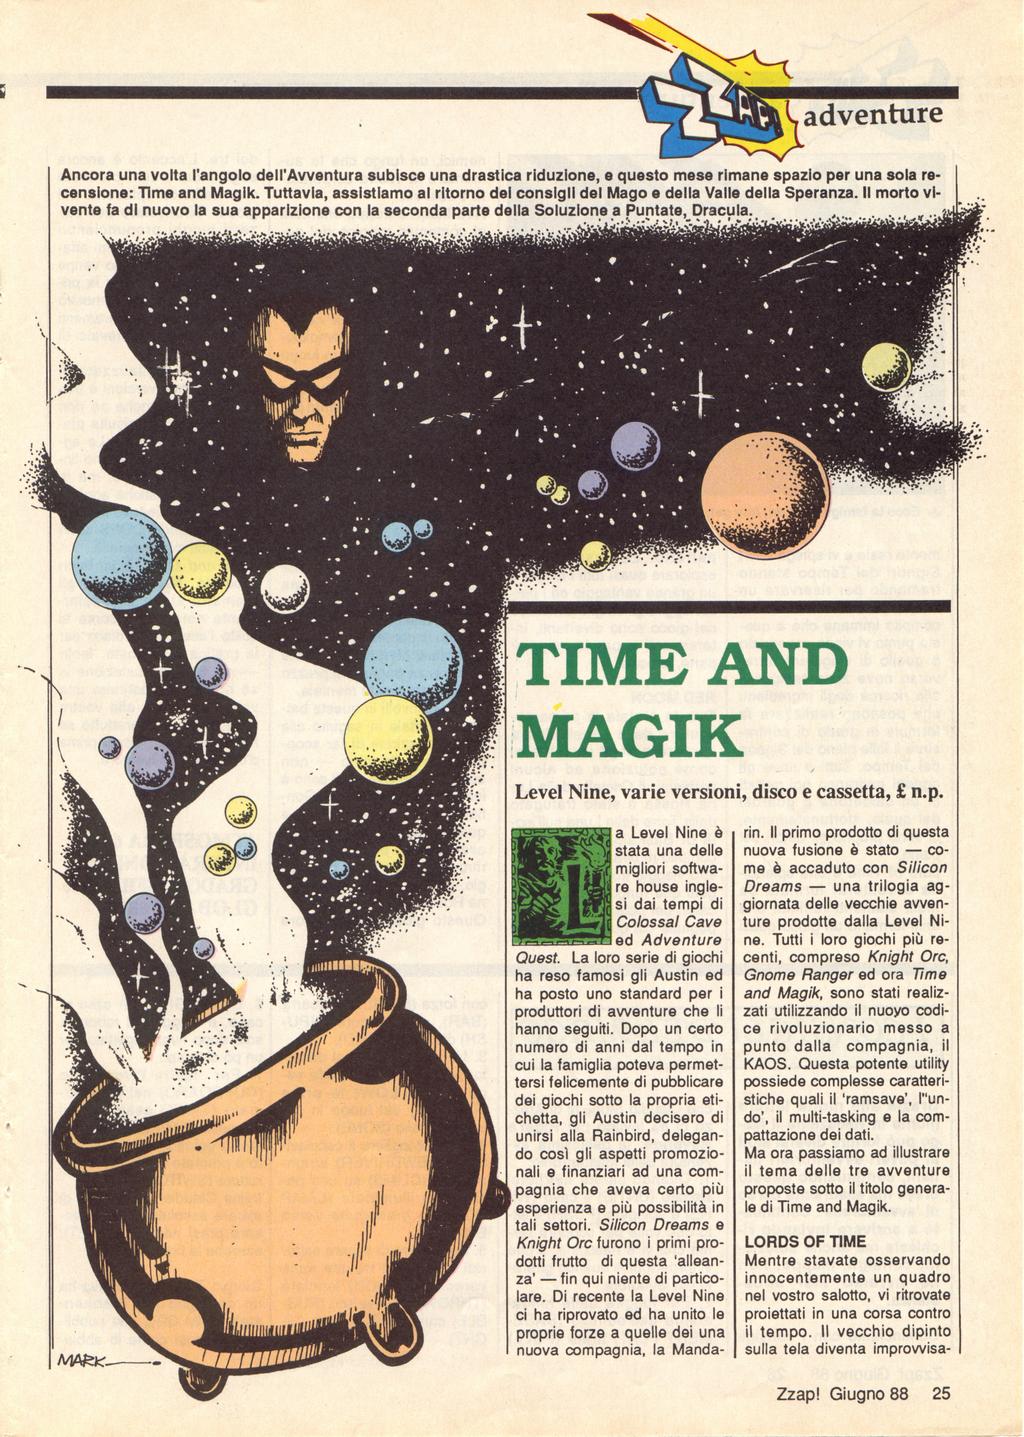 ZZAP!
adventure
Ancora una volta l'angolo dell'Avventura subisce una drastica riduzione, e questo mese rimane spazio per una sola re-
censione: Time and Magik. Tuttavia, assistiamo al ritorno dei consigli del Mago e della Valle della Speranza. Il morto vi-
vente fa di nuovo la sua apparizione con la seconda parte della Soluzione a Puntate, Dracula.
TIME AND
MAGIK
Level Nine, varie versioni, disco e cassetta, £ n.p.
La Level Nine è
stata una delle
migliori softwa-
re house ingle-
si dai tempi di
Colossal Cave
ed Adventure
Quest. La loro serie di giochi
ha reso famosi gli Austin ed
ha posto uno standard per i
produttori di avventure che li
hanno seguiti. Dopo un certo
numero di anni dal tempo in
cui la famiglia poteva permet-
tersi felicemente di pubblicare
dei giochi sotto la propria eti-
chetta, gli Austin decisero di
unirsi alla Rainbird, delegan-
do così gli aspetti promozio-
nali e finanziari ad una com-
pagnia che aveva certo più
esperienza e più possibilità in
tali settori. Silicon Dreams e
Knight Orc furono i primi pro-
dotti frutto di questa 'allean-
za' — fin qui niente di partico-
lare. Di recente la Level Nine
ci ha riprovato ed ha unito le
proprie forze a quelle dei una
nuova compagnia, la Manda-
rin. Il primo prodotto di questa
nuova fusione è stato — co-
me è accaduto con Silicon
Dreams — una trilogia ag-
giornata delle vecchie avven-
ture prodotte dalla Level Ni-
ne. Tutti i loro giochi più re-
centi, compreso Knight Orc,
Gnome Ranger ed ora Time
and Magik, sono stati realiz-
zati utilizzando il nuoyo codi-
ce rivoluzionario messo a
punto dalla compagnia, il
KAOS. Questa potente utility
possiede complesse caratteri-
stiche quali il 'ramsave', l''un-
do', il multi-tasking e la com-
pattazione dei dati.
Ma ora passiamo ad illustrare
il tema delle tre avventure
proposte sotto il titolo genera-
le di Time and Magik.
LORDS OF TIME
Mentre stavate osservando
innocentemente un quadro
nel vostro salotto, vi ritrovate
proiettati in una corsa contro
il tempo. Il vecchio dipinto
sulla tela diventa improvvisa-
MARK
Zzap! Giugno 88 25